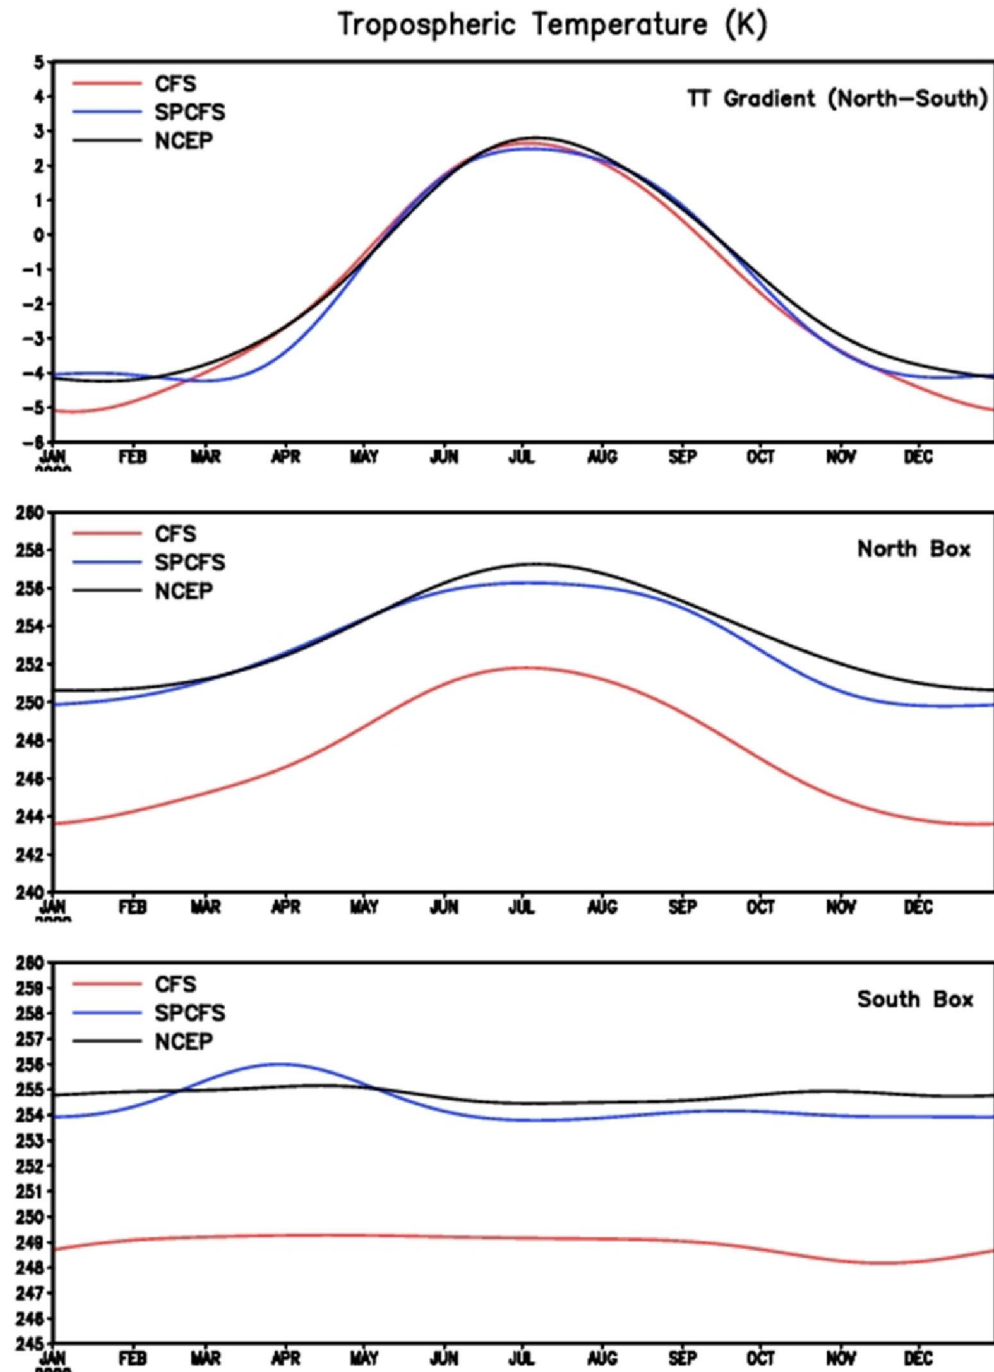 Tropospheric Temperature (K)
TT Gradient (North-South)
CFS
SPCFS
NCEP
5
4
3
2
1
0
-1
-2
-3
-4
-5
-6
JAN FEB MAR APR MAY JUN JUL AUG SEP OCT NOV DEC
North Box
CFS
SPCFS
NCEP
260
258
256
254
252
250
248
246
244
242
240
JAN FEB MAR APR MAY JUN JUL AUG SEP OCT NOV DEC
South Box
CFS
SPCFS
NCEP
260
259
258
257
256
255
254
253
252
251
250
249
248
247
246
245
JAN FEB MAR APR MAY JUN JUL AUG SEP OCT NOV DEC